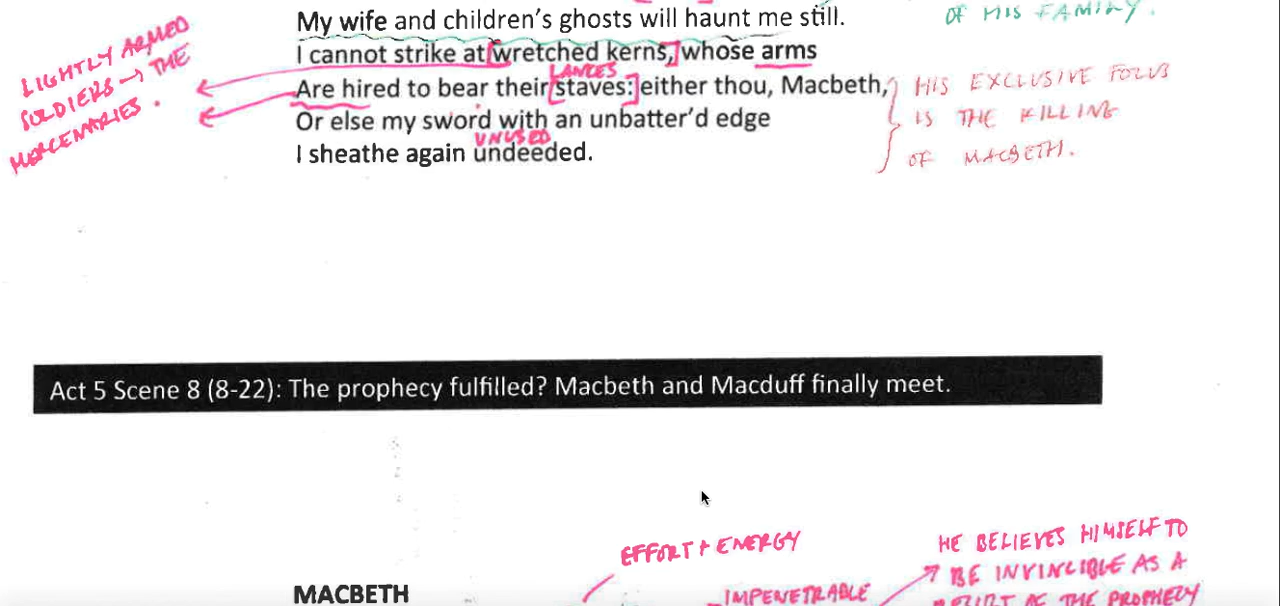 My wife and children's ghosts will haunt me still.
OF HIS FAMILY.
I cannot strike at [wretched kerns,] whose arms
LIGHTLY ARMED
SOLDIERS → THE
MERCENARIES.
LANCES
Are hired to bear their [staves:] either thou, Macbeth,
HIS EXCLUSIVE FOCUS
IS THE KILLING
OF MACBETH.
Or else my sword with an unbatter'd edge
UNUSED
I sheathe again undeeded.
Act 5 Scene 8 (8-22): The prophecy fulfilled? Macbeth and Macduff finally meet.
EFFORT + ENERGY
HE BELIEVES HIMSELF TO
BE INVINCIBLE AS A
RESULT OF THE PROPHECY
IMPENETRABLE
MACBETH